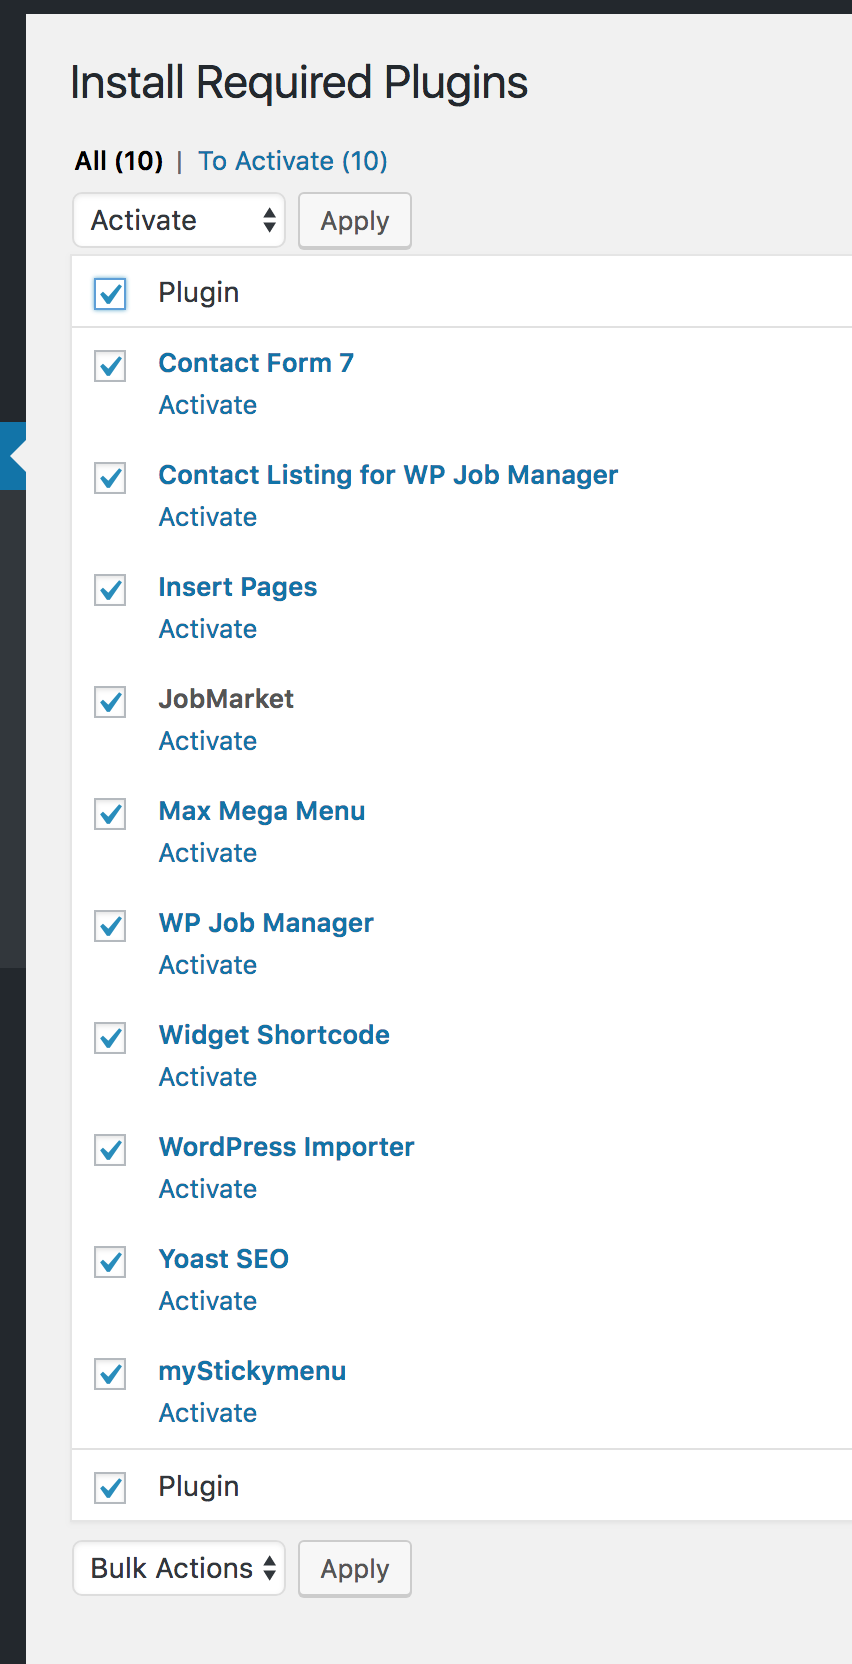 Install Required Plugins
All (10) | To Activate (10)
Activate Apply
Plugin
Contact Form 7
Activate
Contact Listing for WP Job Manager
Activate
Insert Pages
Activate
JobMarket
Activate
Max Mega Menu
Activate
WP Job Manager
Activate
Widget Shortcode
Activate
WordPress Importer
Activate
Yoast SEO
Activate
myStickymenu
Activate
Plugin
Bulk Actions Apply